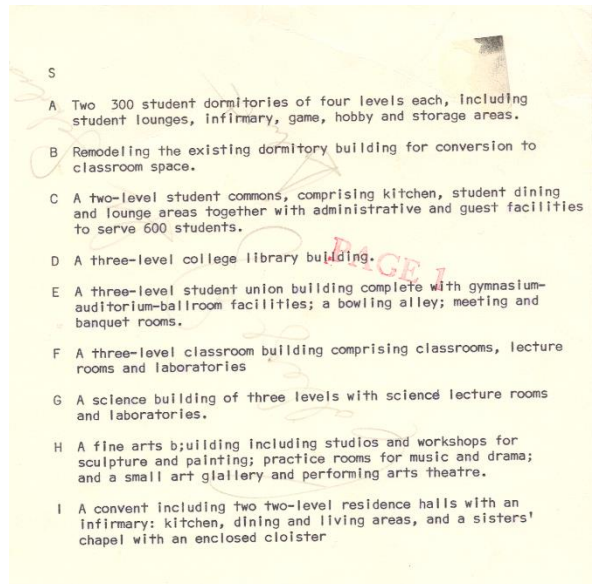 S
A Two 300 student dormitories of four levels each, including
student lounges, infirmary, game, hobby and storage areas.
B Remodeling the existing dormitory building for conversion to
classroom space.
C A two-level student commons, comprising kitchen, student dining
and lounge areas together with administrative and guest facilities
to serve 600 students.
D A three-level college library building.
PAGE 1
E A three-level student union building complete with gymnasium-
auditorium-ballroom facilities; a bowling alley; meeting and
banquet rooms.
F A three-level classroom building comprising classrooms, lecture
rooms and laboratories
G A science building of three levels with science lecture rooms
and laboratories.
H A fine arts b;uilding including studios and workshops for
sculpture and painting; practice rooms for music and drama;
and a small art glallery and performing arts theatre.
I A convent including two two-level residence halls with an
infirmary: kitchen, dining and living areas, and a sisters'
chapel with an enclosed cloister